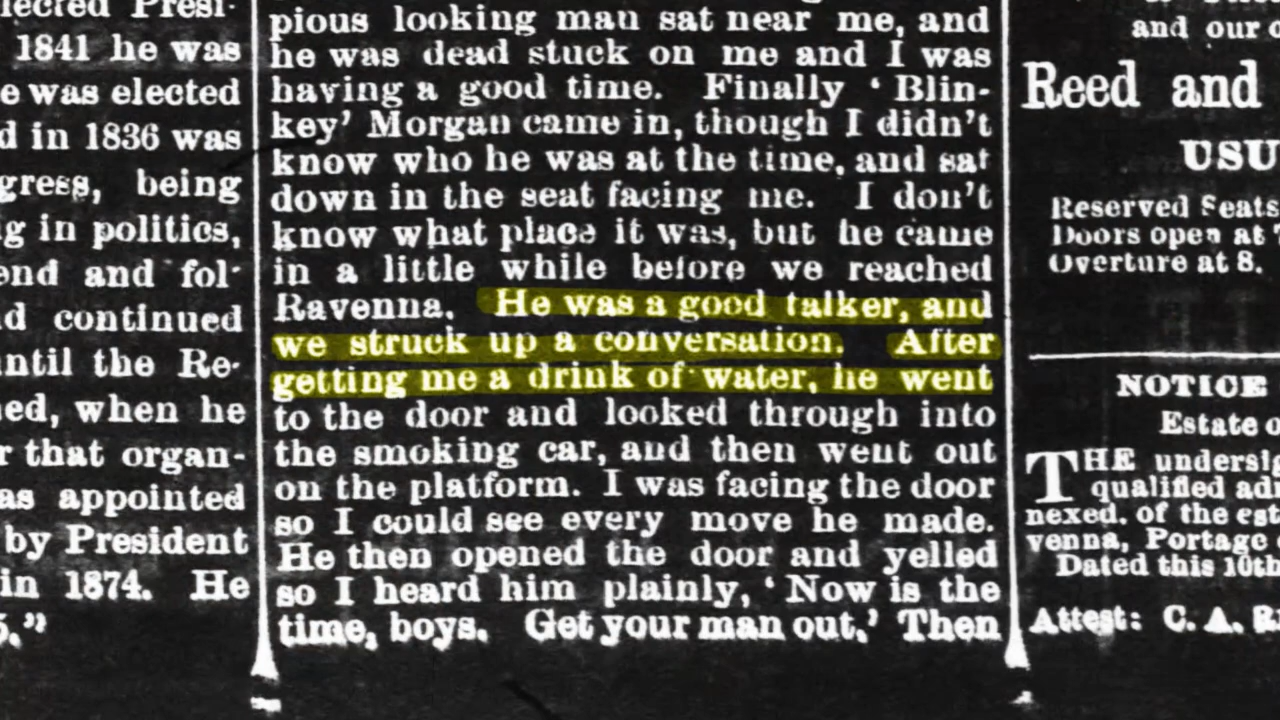 lected Presi-
1841 he was
e was elected
d in 1836 was
gress, being
g in politics,
end and fol-
d continued
ntil the Re-
ed, when he
r that organ-
as appointed
by President
in 1874. He
5."
pious looking man sat near me, and
he was dead stuck on me and I was
having a good time. Finally ‘Blin-
key’ Morgan came in, though I didn’t
know who he was at the time, and sat
down in the seat facing me. I don’t
know what place it was, but he came
in a little while before we reached
Ravenna. He was a good talker, and
we struck up a conversation. After
getting me a drink of water, he went
to the door and looked through into
the smoking car, and then went out
on the platform. I was facing the door
so I could see every move he made.
He then opened the door and yelled
so I heard him plainly, ‘Now is the
time, boys. Get your man out.’ Then
and our
Reed and
USU
Reserved Seats
Doors open at 7
Overture at 8.
NOTICE
Estate o
THE undersig
qualified adm
nexed, of the est
venna, Portage
Dated this 10th
Attest: C. A. R